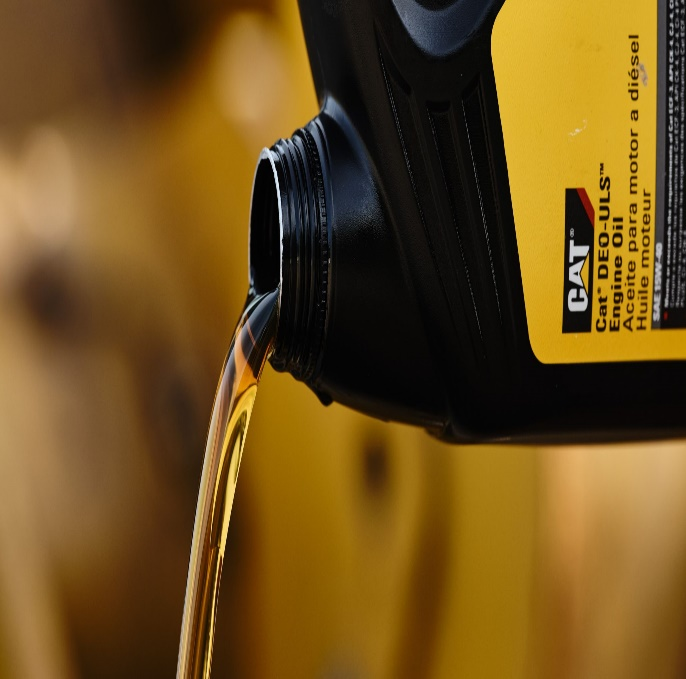 CAT®
Cat® DEO-ULS™
Engine Oil
Aceite para motor a diésel
Huile moteur